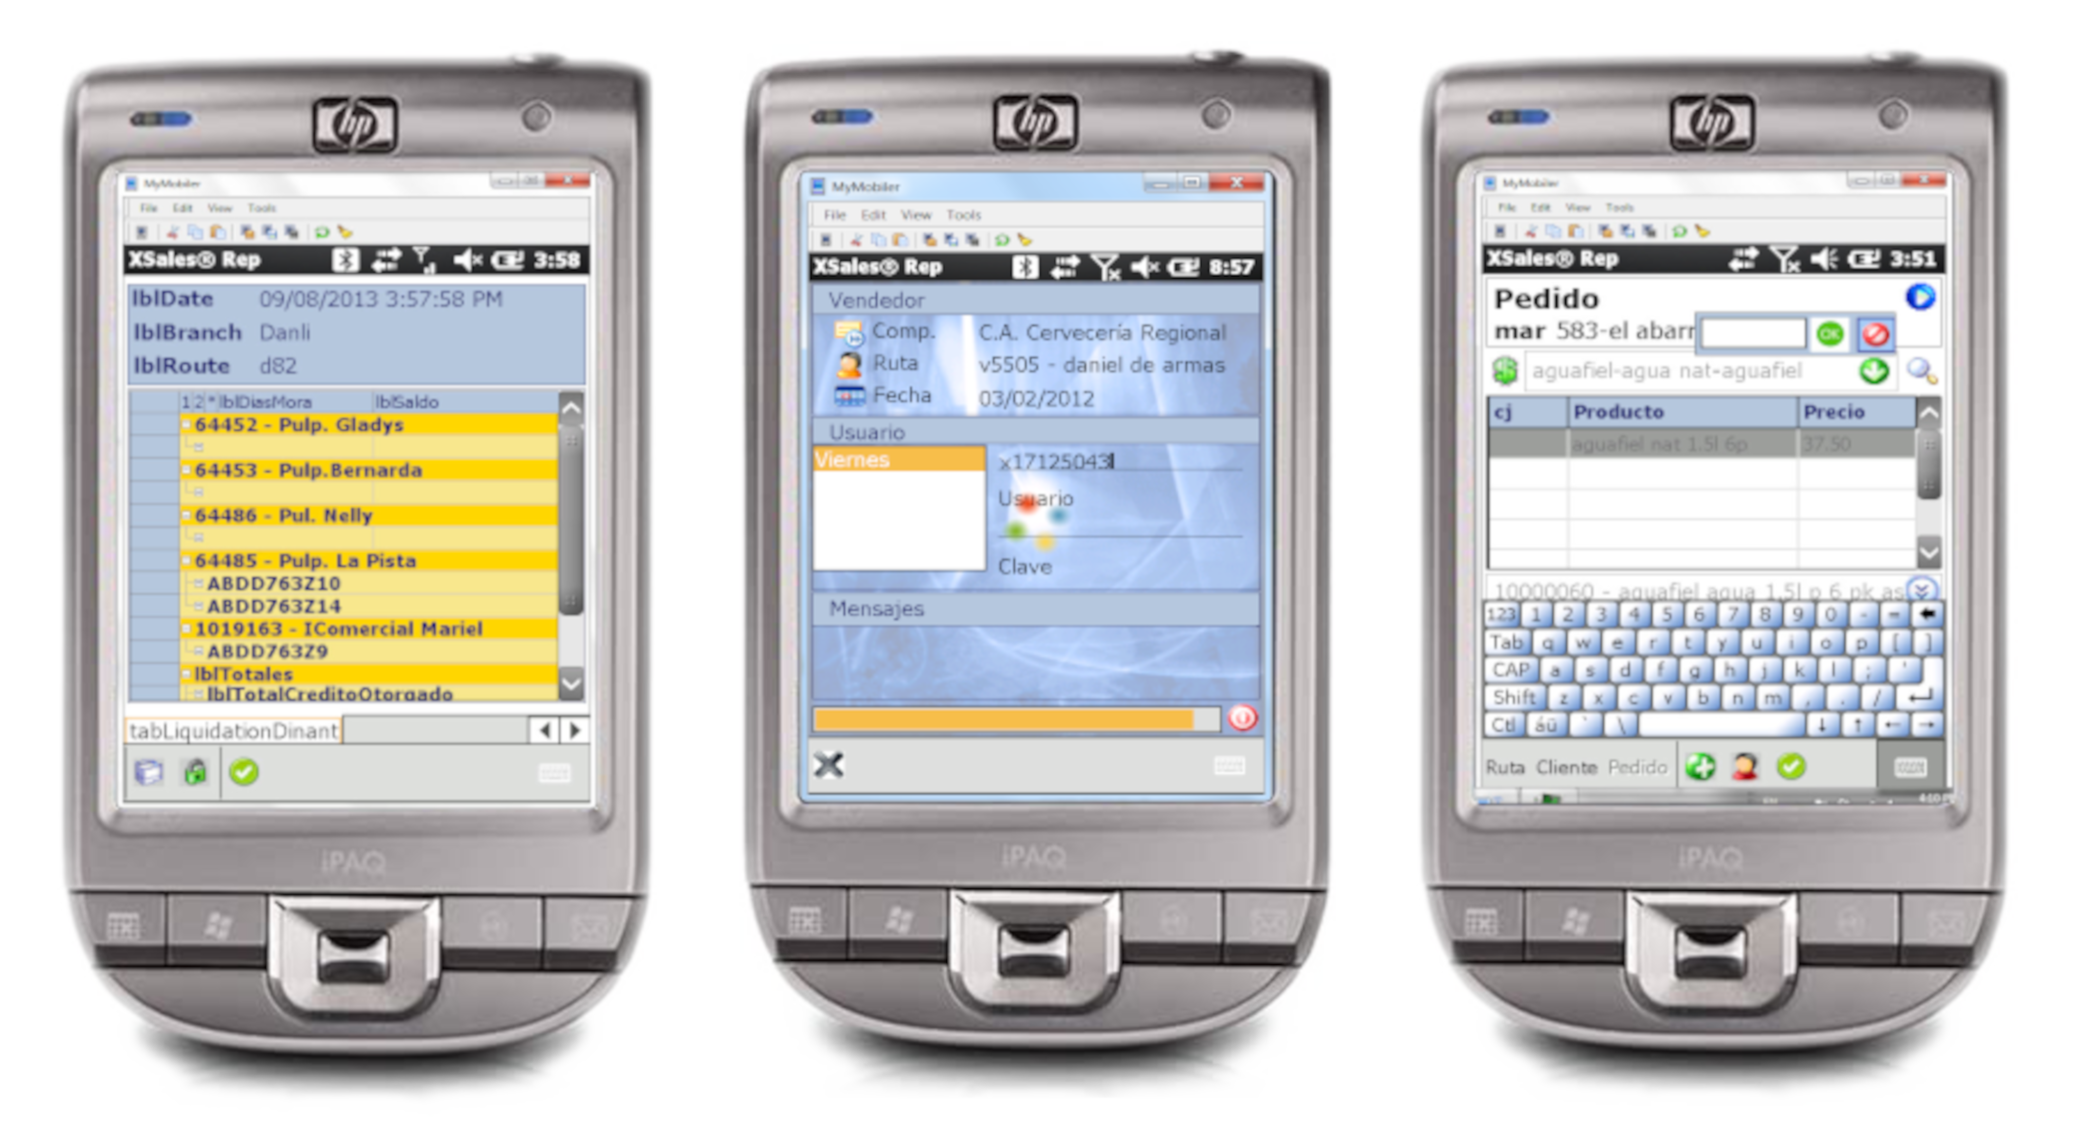 hp
MyMobiler
File Edit View Tools
XSales® Rep 3:58
lblDate 09/08/2013 3:57:58 PM
lblBranch Danli
lblRoute d82
1 2 * lblDiasMora lblSaldo
64452 - Pulp. Gladys
64453 - Pulp.Bernarda
64486 - Pul. Nelly
64485 - Pulp. La Pista
ABDD763Z10
ABDD763Z14
1019163 - IComercial Mariel
ABDD763Z9
lblTotales
lblTotalCreditoOtorgado
tabLiquidationDinant
iPAQ
hp
MyMobiler
File Edit View Tools
XSales® Rep 8:57
Vendedor
Comp. C.A. Cervecería Regional
Ruta v5505 - daniel de armas
Fecha 03/02/2012
Usuario
Viernes x17125043
Usuario
Clave
Mensajes
iPAQ
hp
MyMobiler
File Edit View Tools
XSales® Rep 3:51
Pedido
mar 583-el abarr
OK
aguafiel-agua nat-aguafiel
cj Producto Precio
aguafiel nat 1.5l 6p 37.50
10000060 - aguafiel agua 1.5l p 6 pk as
123 1 2 3 4 5 6 7 8 9 0 - =
Tab q w e r t y u i o p [ ]
CAP a s d f g h j k l ; '
Shift z x c v b n m , . /
Ctl áü ` \
Ruta Cliente Pedido
iPAQ